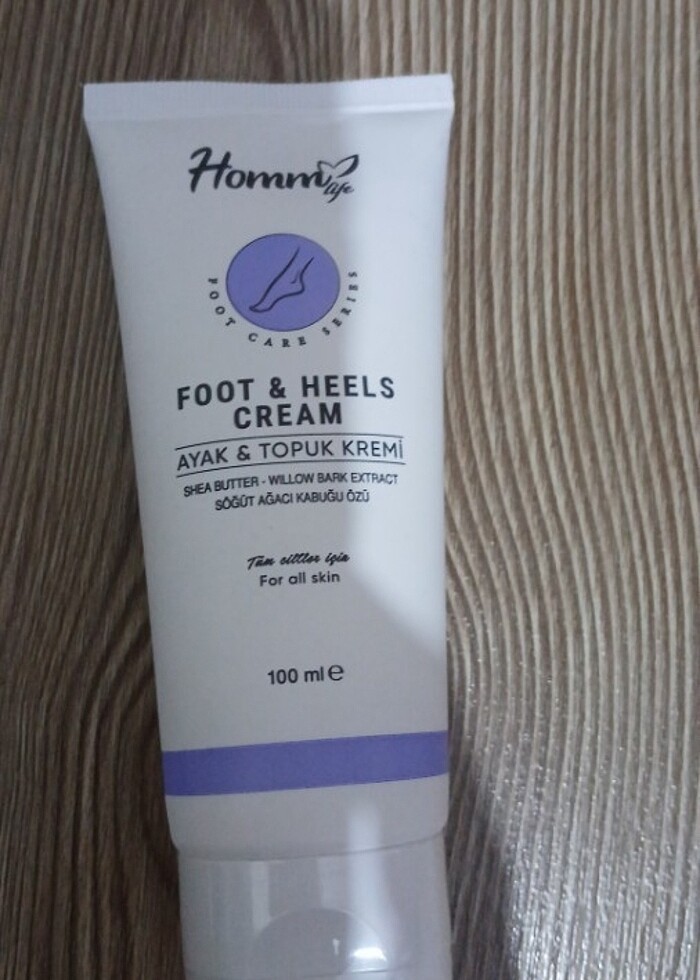 Homm life
FOOT CARE SERIES
FOOT & HEELS
CREAM
AYAK & TOPUK KREMİ
SHEA BUTTER - WILLOW BARK EXTRACT
SÖĞÜT AĞACI KABUĞU ÖZÜ
Tüm ciltler için
For all skin
100 ml ℮